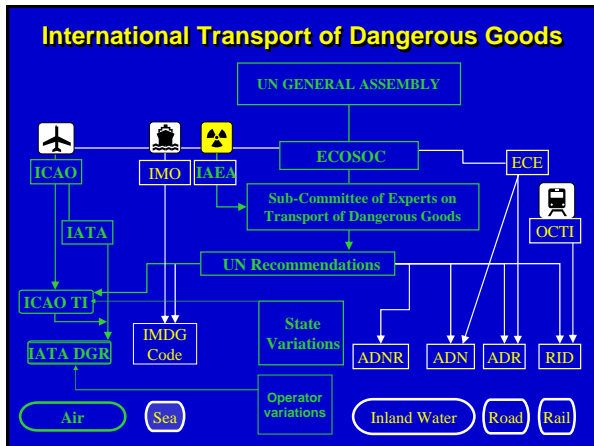 International Transport of Dangerous Goods
UN GENERAL ASSEMBLY
ICAO
IMO
IAEA
ECOSOC
ECE
Sub-Committee of Experts on
Transport of Dangerous Goods
OCTI
IATA
UN Recommendations
ICAO TI
State
Variations
IMDG
Code
IATA DGR
ADNR
ADN
ADR
RID
Operator
variations
Air
Sea
Inland Water
Road
Rail